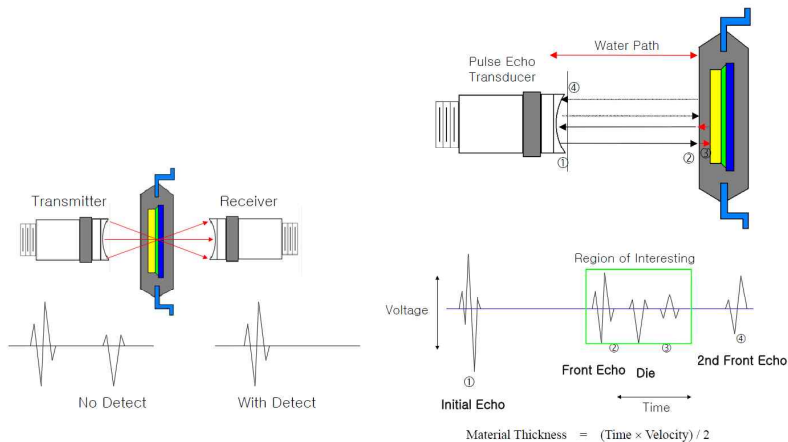 Transmitter
Receiver
No Detect
With Detect
Water Path
Pulse Echo
Transducer
④
①
②
③
Region of Interesting
Voltage
②
③
④
①
Front Echo
Die
2nd Front Echo
Initial Echo
Time
Material Thickness = (Time × Velocity) / 2